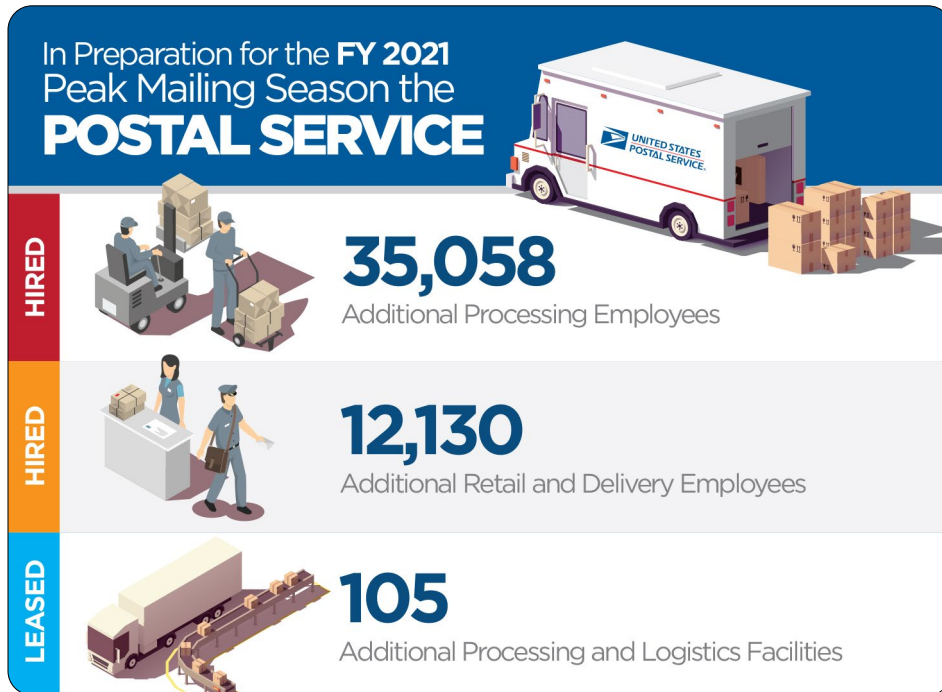 In Preparation for the FY 2021
Peak Mailing Season the
POSTAL SERVICE
UNITED STATES
POSTAL SERVICE®
HIRED
35,058
Additional Processing Employees
HIRED
12,130
Additional Retail and Delivery Employees
LEASED
105
Additional Processing and Logistics Facilities